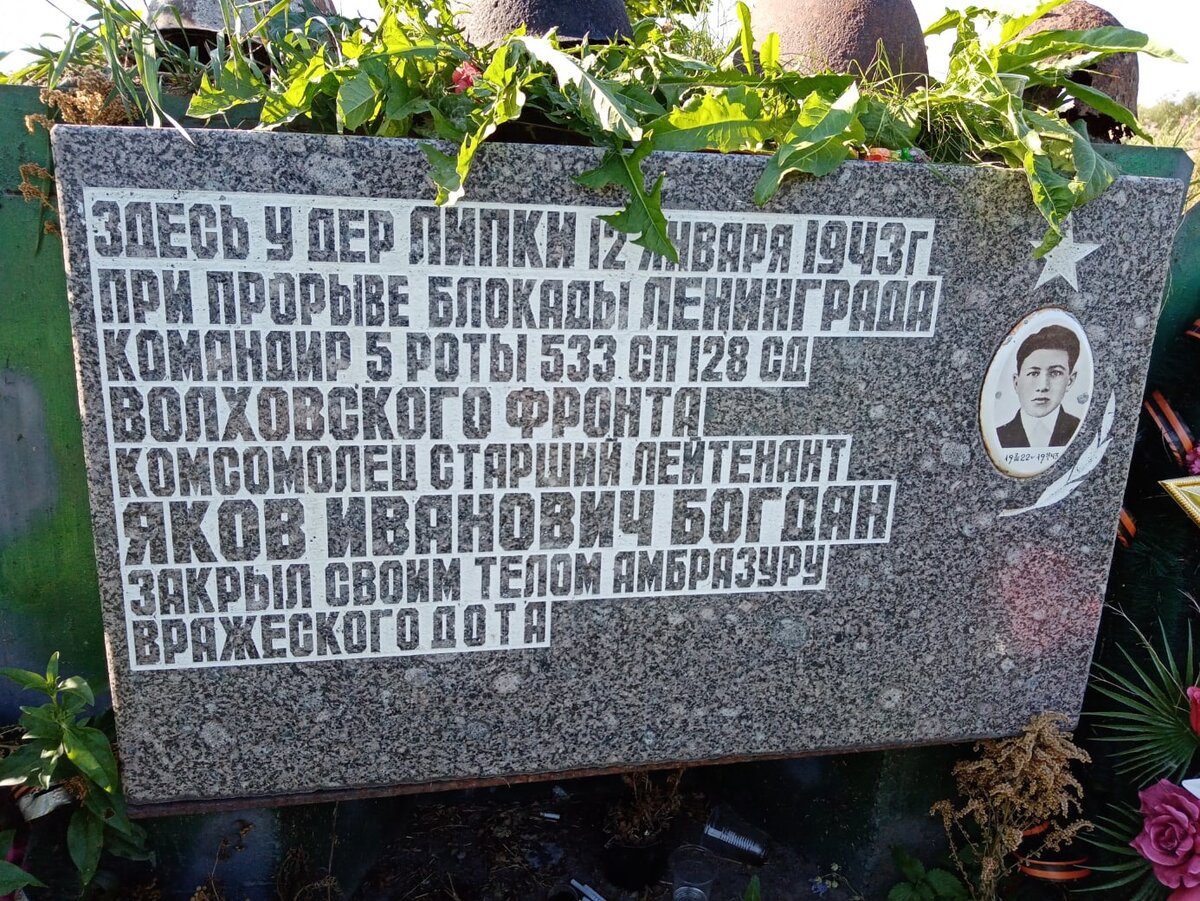 ЗДЕСЬ У ДЕР ЛИПКИ 12 ЯНВАРЯ 1943Г
ПРИ ПРОРЫВЕ БЛОКАДЫ ЛЕНИНГРАДА
КОМАНДИР 5 РОТЫ 533 СП 128 СД
ВОЛХОВСКОГО ФРОНТА
КОМСОМОЛЕЦ СТАРШИЙ ЛЕЙТЕНАНТ
ЯКОВ ИВАНОВИЧ БОГДАН
ЗАКРЫЛ СВОИМ ТЕЛОМ АМБРАЗУРУ
ВРАЖЕСКОГО ДОТА